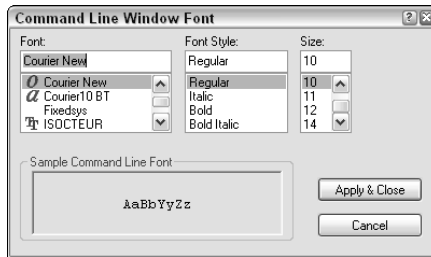 Command Line Window Font
Font: Font Style: Size:
Courier New Regular 10
Courier New Regular 10
Courier10 BT Italic 11
Fixedsys Bold 12
ISOCTEUR Bold Italic 14
Sample Command Line Font
AaBbYyZz
Apply & Close
Cancel